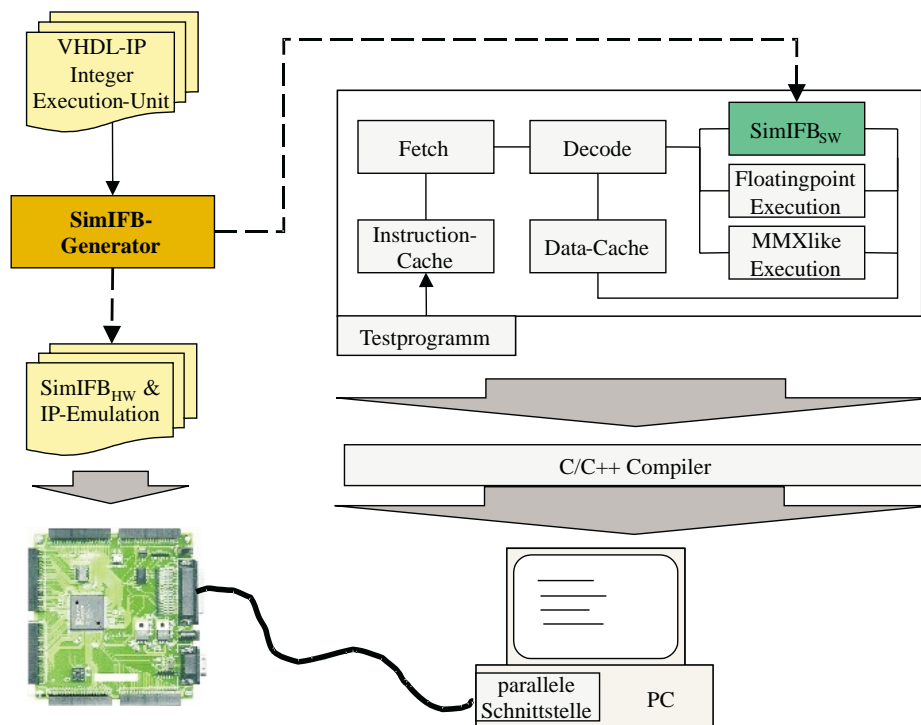 VHDL-IP
Integer
Execution-Unit
SimIFB-
Generator
SimIFB_HW &
IP-Emulation
Fetch
Decode
SimIFB_SW
Floatingpoint
Execution
Instruction-
Cache
Data-Cache
MMXlike
Execution
Testprogramm
C/C++ Compiler
parallele
Schnittstelle
PC